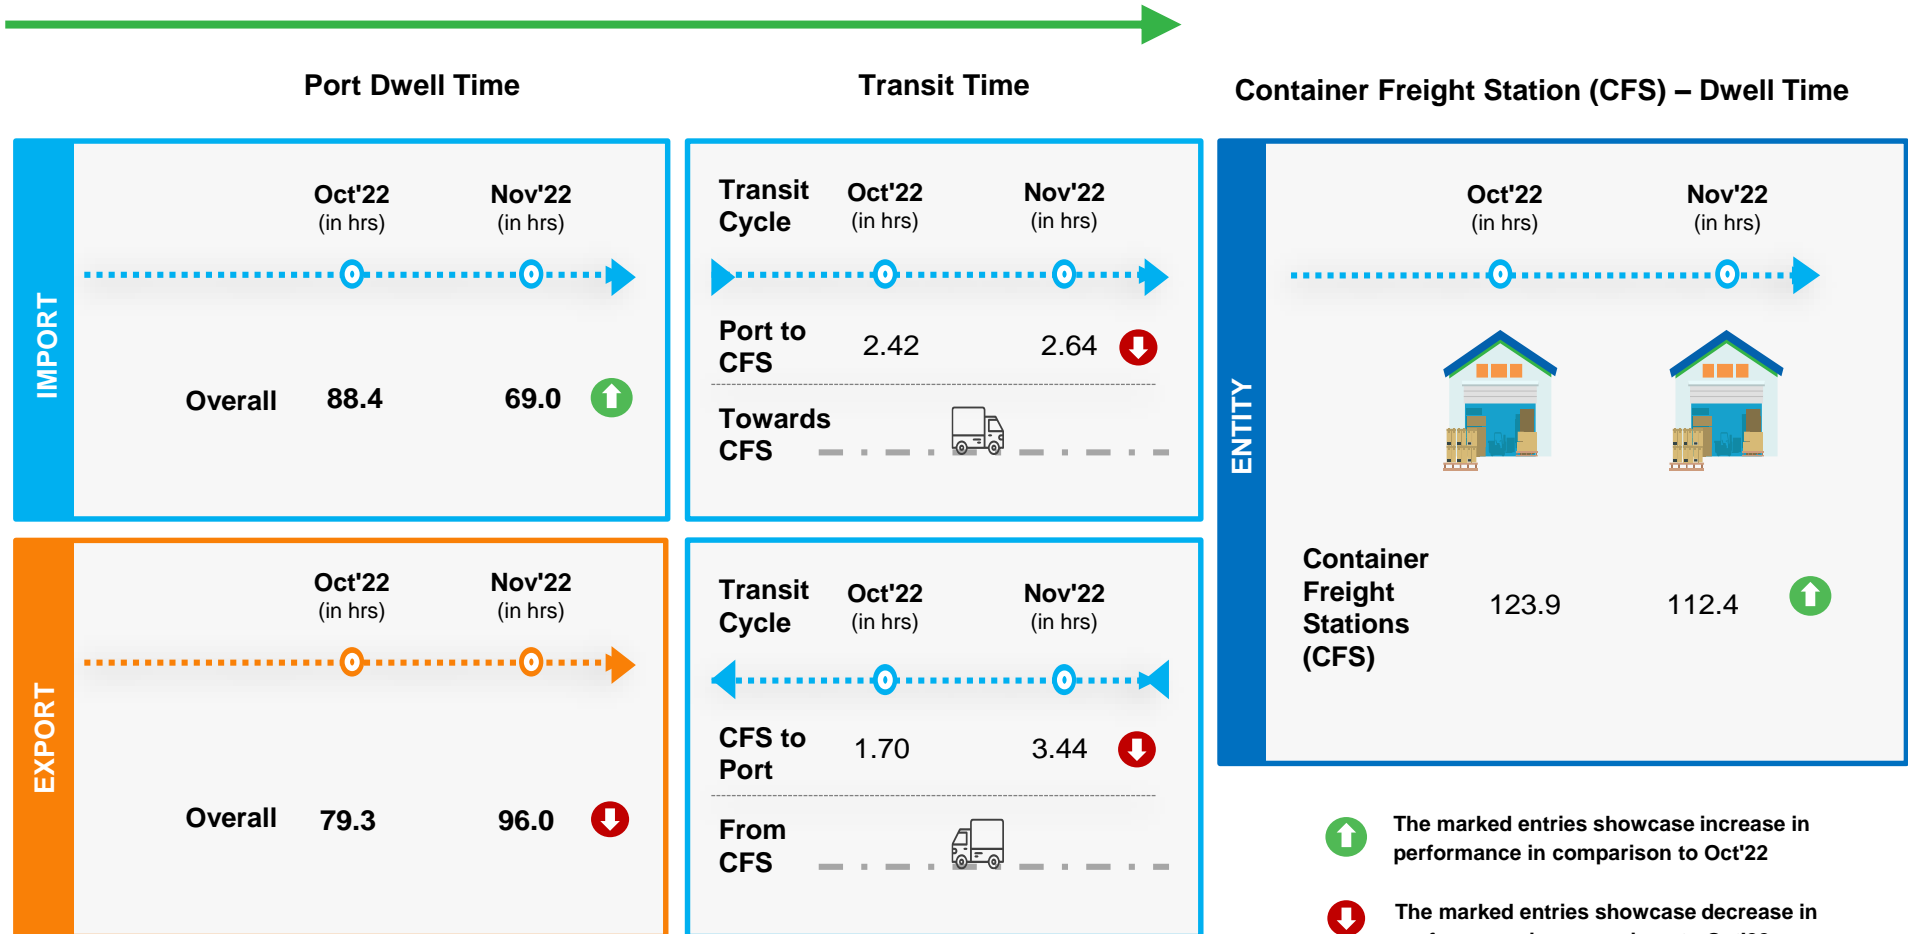 Port Dwell Time
Transit Time
Container Freight Station (CFS) – Dwell Time
IMPORT
Oct'22
(in hrs)
Nov'22
(in hrs)
Overall 88.4 69.0
Transit
Cycle
Oct'22
(in hrs)
Nov'22
(in hrs)
Port to
CFS
2.42 2.64
Towards
CFS
ENTITY
Oct'22
(in hrs)
Nov'22
(in hrs)
Container
Freight
Stations
(CFS)
123.9 112.4
EXPORT
Oct'22
(in hrs)
Nov'22
(in hrs)
Overall 79.3 96.0
Transit
Cycle
Oct'22
(in hrs)
Nov'22
(in hrs)
CFS to
Port
1.70 3.44
From
CFS
The marked entries showcase increase in
performance in comparison to Oct'22
The marked entries showcase decrease in